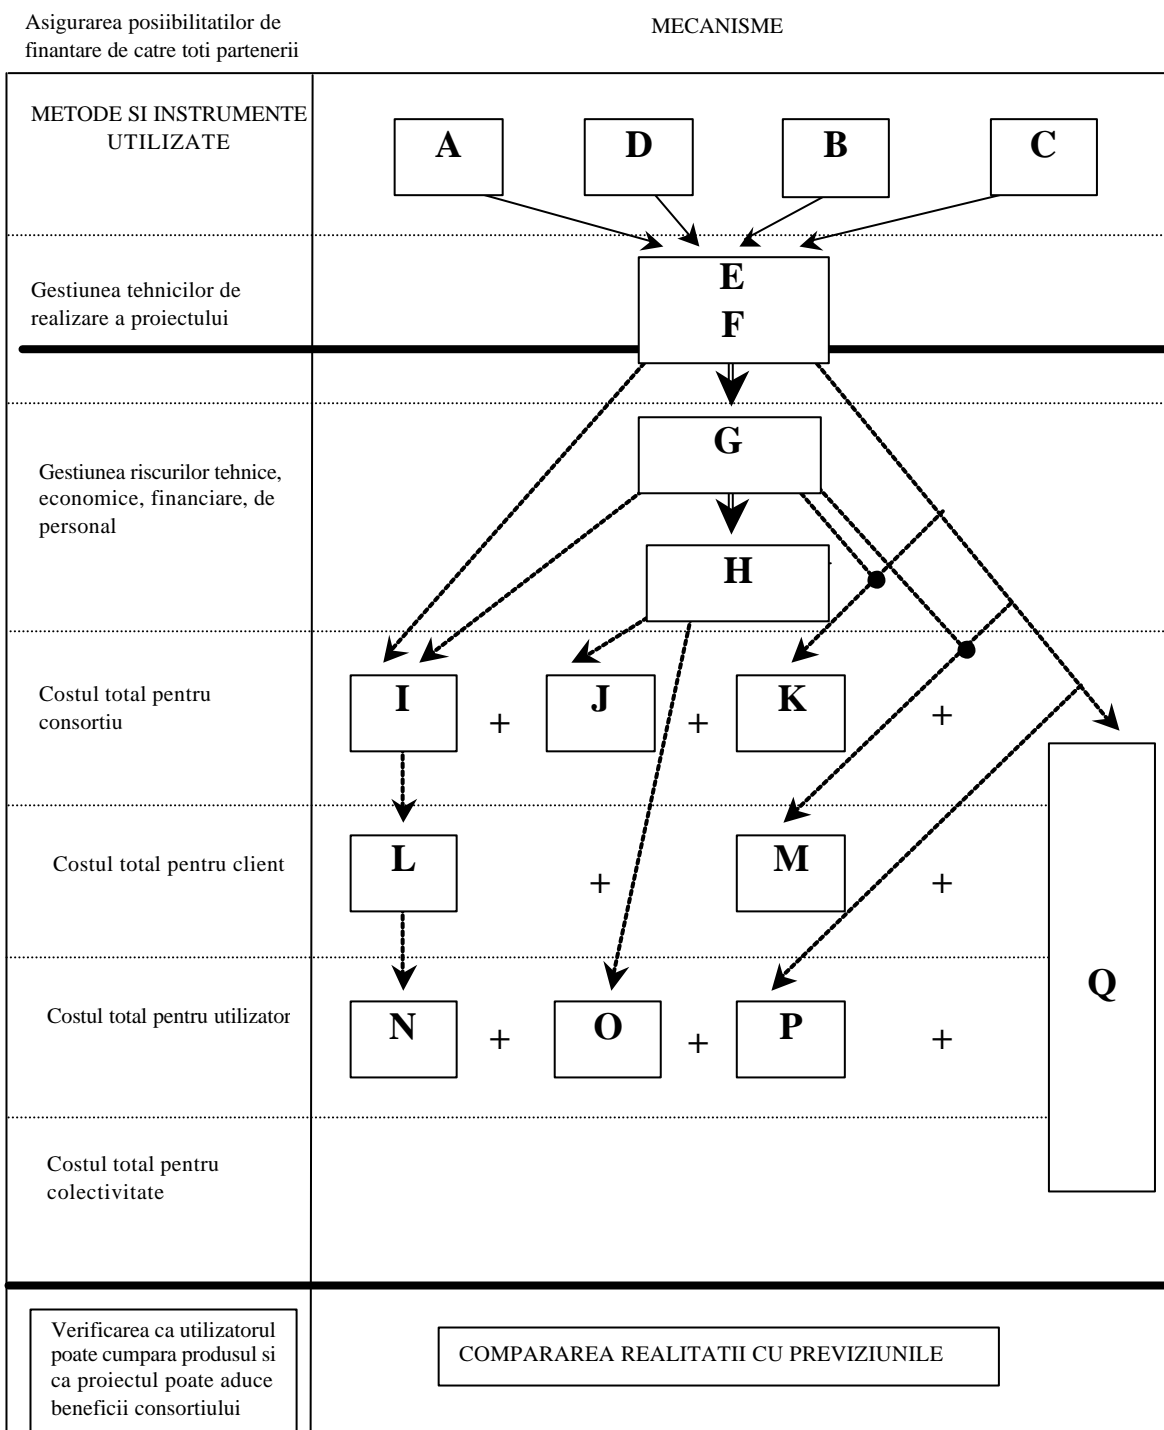 Asigurarea posiibilitatilor de
finantare de catre toti partenerii
MECANISME
METODE SI INSTRUMENTE
UTILIZATE
A
D
B
C
Gestiunea tehnicilor de
realizare a proiectului
E
F
Gestiunea riscurilor tehnice,
economice, financiare, de
personal
G
H
Costul total pentru
consortiu
I
+
J
+
K
+
Costul total pentru client
L
+
M
+
Costul total pentru utilizator
N
+
O
+
P
+
Q
Costul total pentru
colectivitate
Verificarea ca utilizatorul
poate cumpara produsul si
ca proiectul poate aduce
beneficii consortiului
COMPARAREA REALITATII CU PREVIZIUNILE